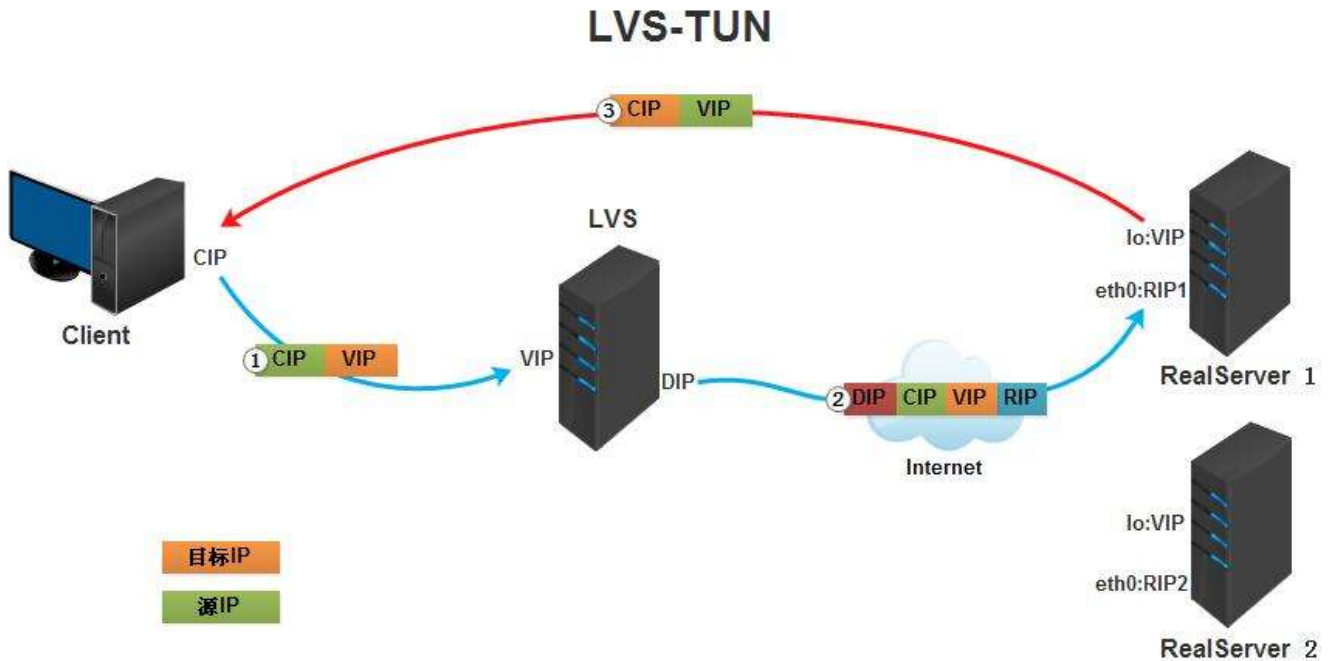 LVS-TUN
③ CIP VIP
LVS
lo:VIP
CIP
eth0:RIP1
Client
① CIP VIP
VIP
DIP
② DIP CIP VIP RIP
RealServer 1
Internet
lo:VIP
目标IP
eth0:RIP2
源IP
RealServer 2